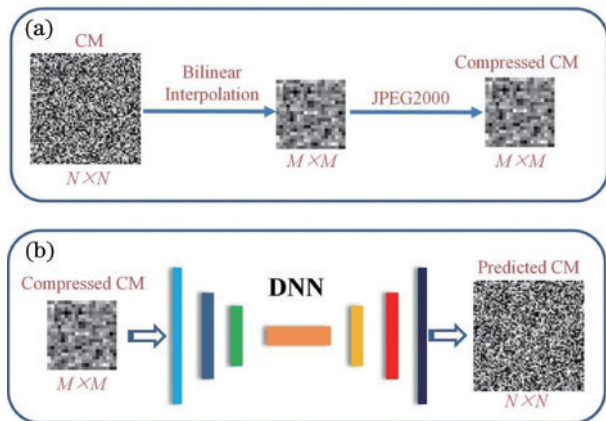 (a)
CM
Bilinear
Interpolation
JPEG2000
Compressed CM
N×N
M×M
M×M
(b)
Compressed CM
DNN
Predicted CM
M×M
N×N